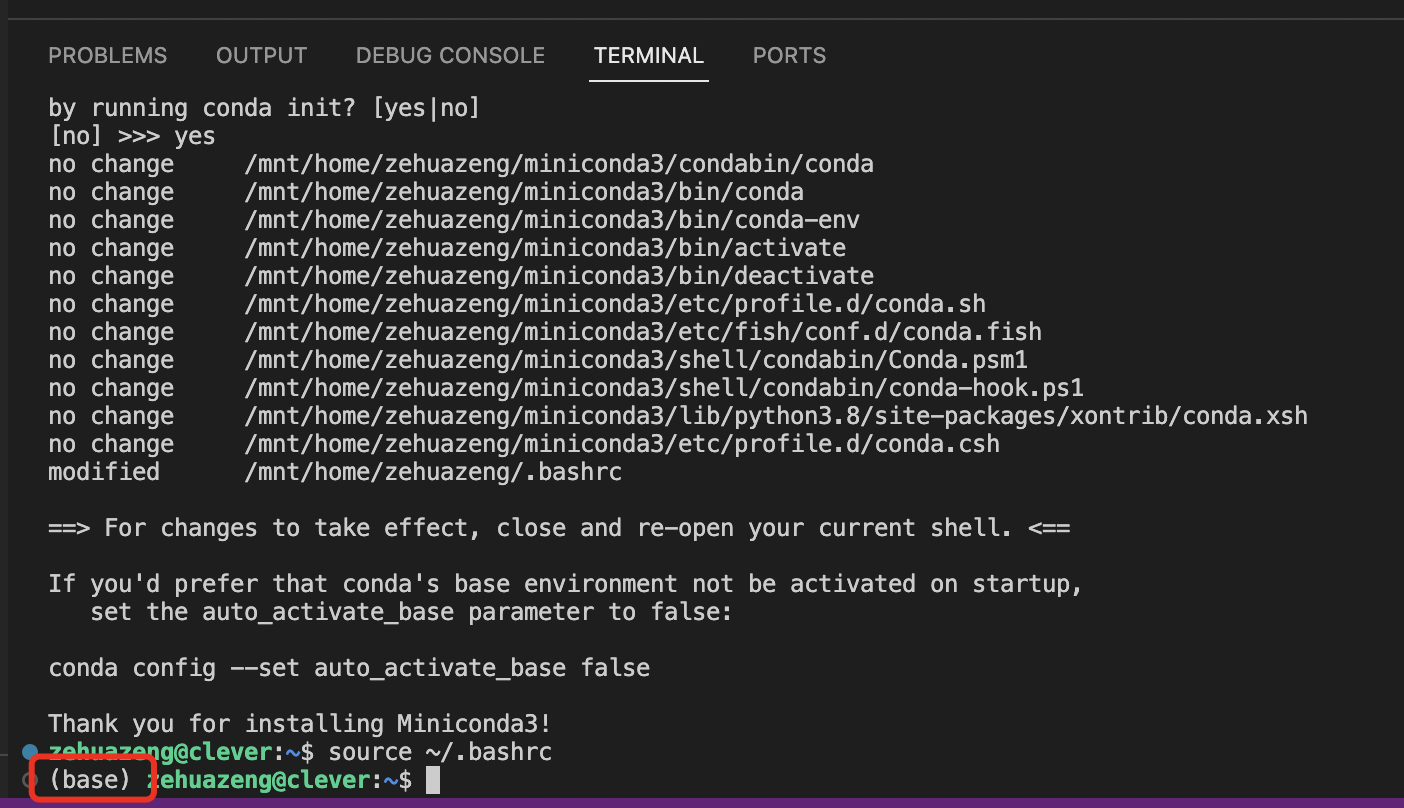 PROBLEMS OUTPUT DEBUG CONSOLE TERMINAL PORTS
by running conda init? [yes|no]
[no] >>> yes
no change     /mnt/home/zehuazeng/miniconda3/condabin/conda
no change     /mnt/home/zehuazeng/miniconda3/bin/conda
no change     /mnt/home/zehuazeng/miniconda3/bin/conda-env
no change     /mnt/home/zehuazeng/miniconda3/bin/activate
no change     /mnt/home/zehuazeng/miniconda3/bin/deactivate
no change     /mnt/home/zehuazeng/miniconda3/etc/profile.d/conda.sh
no change     /mnt/home/zehuazeng/miniconda3/etc/fish/conf.d/conda.fish
no change     /mnt/home/zehuazeng/miniconda3/shell/condabin/Conda.psm1
no change     /mnt/home/zehuazeng/miniconda3/shell/condabin/conda-hook.ps1
no change     /mnt/home/zehuazeng/miniconda3/lib/python3.8/site-packages/xontrib/conda.xsh
no change     /mnt/home/zehuazeng/miniconda3/etc/profile.d/conda.csh
modified      /mnt/home/zehuazeng/.bashrc
==> For changes to take effect, close and re-open your current shell. <==
If you'd prefer that conda's base environment not be activated on startup,
   set the auto_activate_base parameter to false:
conda config --set auto_activate_base false
Thank you for installing Miniconda3!
zehuazeng@clever:~$ source ~/.bashrc
(base) zehuazeng@clever:~$